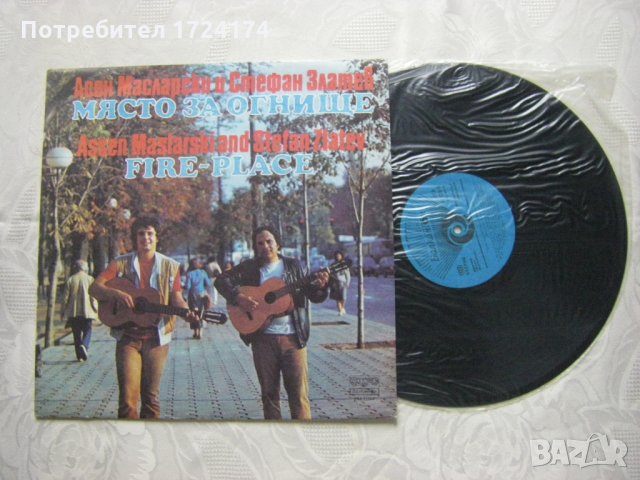 Потребител 1724174
Асен Масларски и Стефан Златев
МЯСТО ЗА ОГНИЩЕ
Assen Maslarski and Stefan Zlatev
FIRE-PLACE
BAZAR